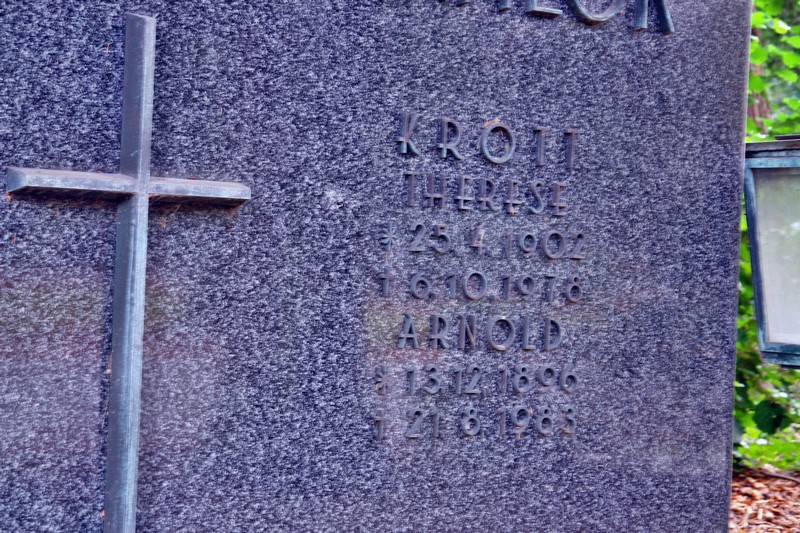 KROTT
THERESE
* 25.4.1902
† 6.10.1978
ARNOLD
* 13.12.1896
† 21.8.1983